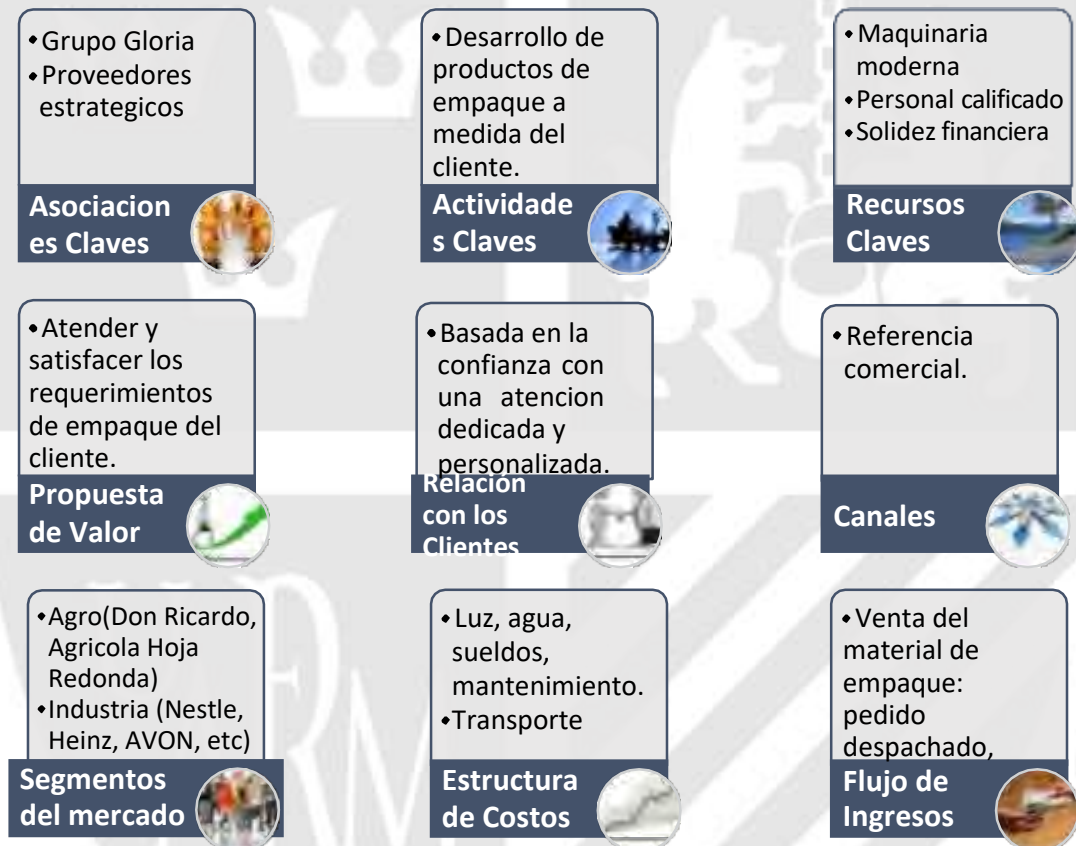 •Grupo Gloria
•Proveedores
estrategicos
Asociacion
es Claves
•Desarrollo de
productos de
empaque a
medida del
cliente.
Actividade
s Claves
•Maquinaria
moderna
•Personal calificado
•Solidez financiera
Recursos
Claves
•Atender y
satisfacer los
requerimientos
de empaque del
cliente.
Propuesta
de Valor
•Basada en la
confianza con
una atencion
dedicada y
personalizada.
Relación
con los
Clientes
•Referencia
comercial.
Canales
•Agro(Don Ricardo,
Agricola Hoja
Redonda)
•Industria (Nestle,
Heinz, AVON, etc)
Segmentos
del mercado
•Luz, agua,
sueldos,
mantenimiento.
•Transporte
Estructura
de Costos
•Venta del
material de
empaque:
pedido
despachado,
Flujo de
Ingresos